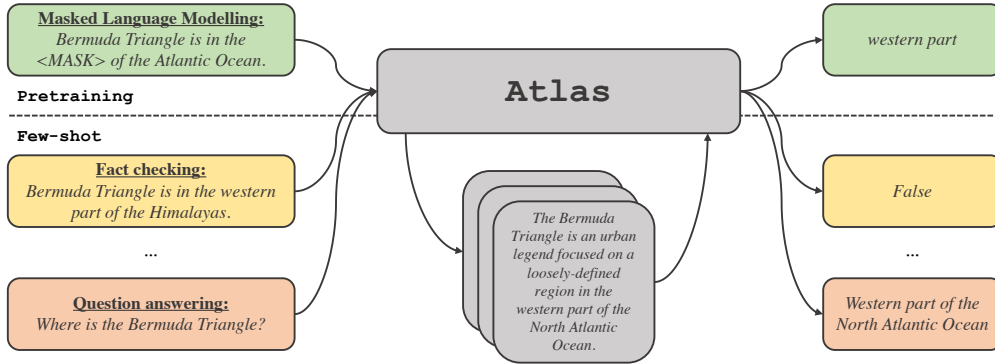 Masked Language Modelling:
Bermuda Triangle is in the
<MASK> of the Atlantic Ocean.
Pretraining
Few-shot
Fact checking:
Bermuda Triangle is in the western
part of the Himalayas.
...
Question answering:
Where is the Bermuda Triangle?
Atlas
The Bermuda
Triangle is an urban
legend focused on a
loosely-defined
region in the
western part of the
North Atlantic
Ocean.
western part
False
...
Western part of the
North Atlantic Ocean